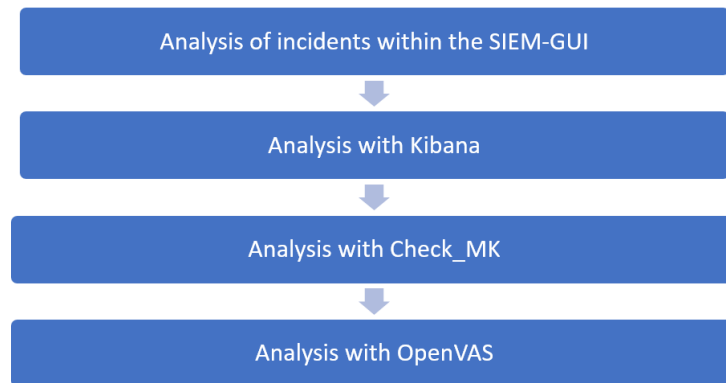 Analysis of incidents within the SIEM-GUI
Analysis with Kibana
Analysis with Check_MK
Analysis with OpenVAS